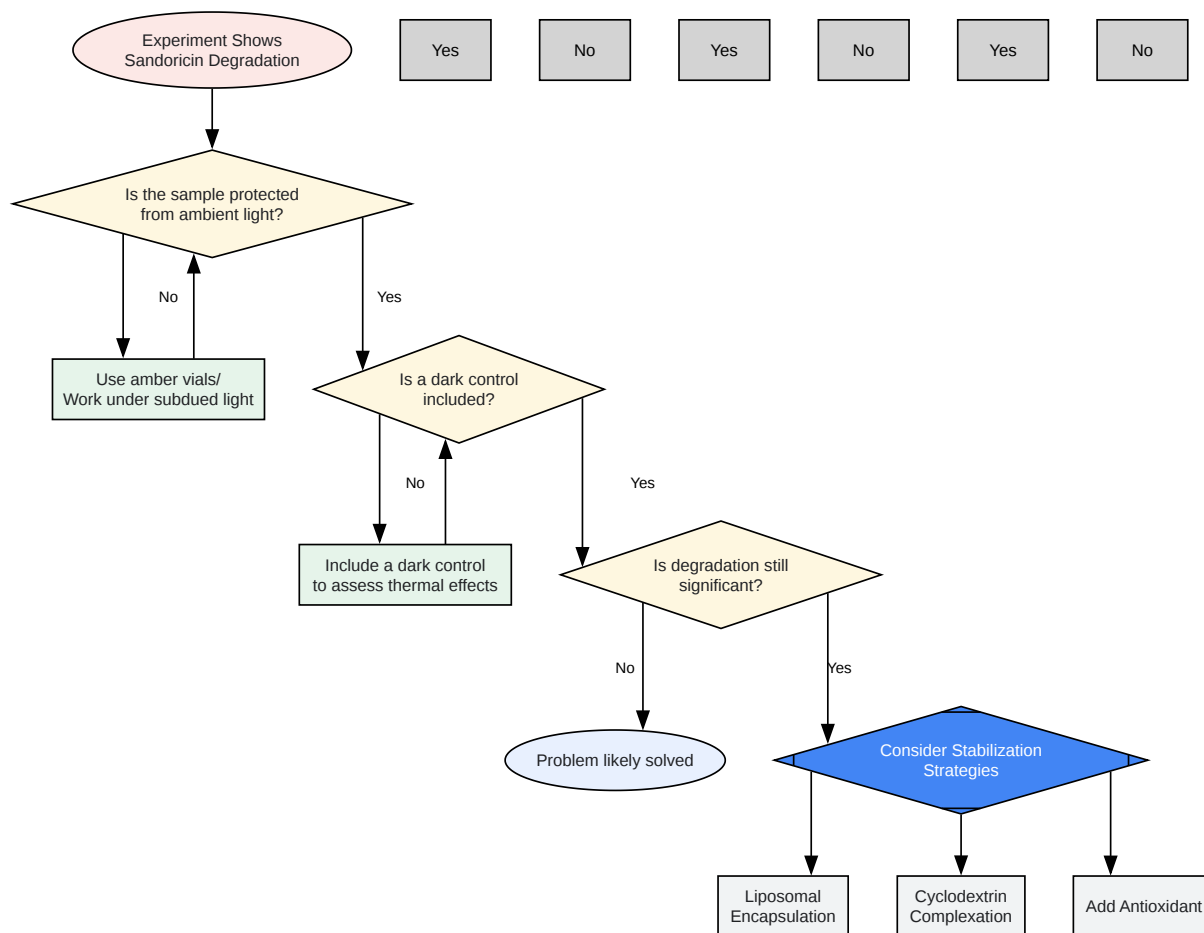 Experiment Shows
Sandoricin Degradation
Yes
No
Yes
No
Yes
No
Is the sample protected
from ambient light?
No
Yes
Use amber vials/
Work under subdued light
Is a dark control
included?
No
Yes
Include a dark control
to assess thermal effects
Is degradation still
significant?
No
Yes
Problem likely solved
Consider Stabilization
Strategies
Liposomal
Encapsulation
Cyclodextrin
Complexation
Add Antioxidant